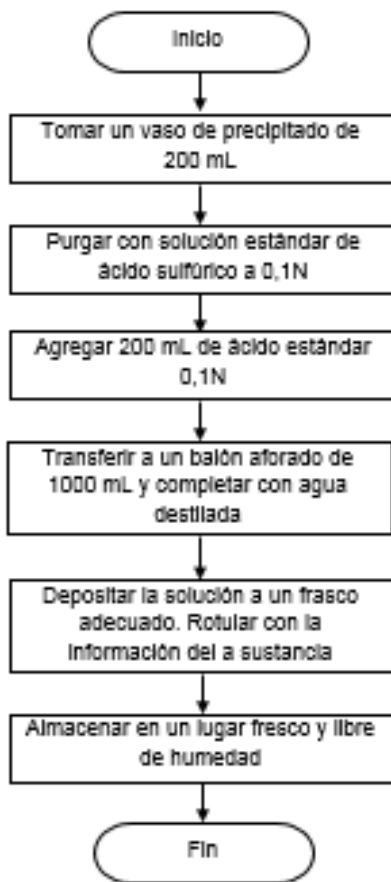 Inicio
Tomar un vaso de precipitado de
200 mL
Purgar con solución estándar de
ácido sulfúrico a 0,1N
Agregar 200 mL de ácido estándar
0,1N
Transferir a un balón aforado de
1000 mL y completar con agua
destilada
Depositar la solución a un frasco
adecuado. Rotular con la
información del a sustancia
Almacenar en un lugar fresco y libre
de humedad
Fin